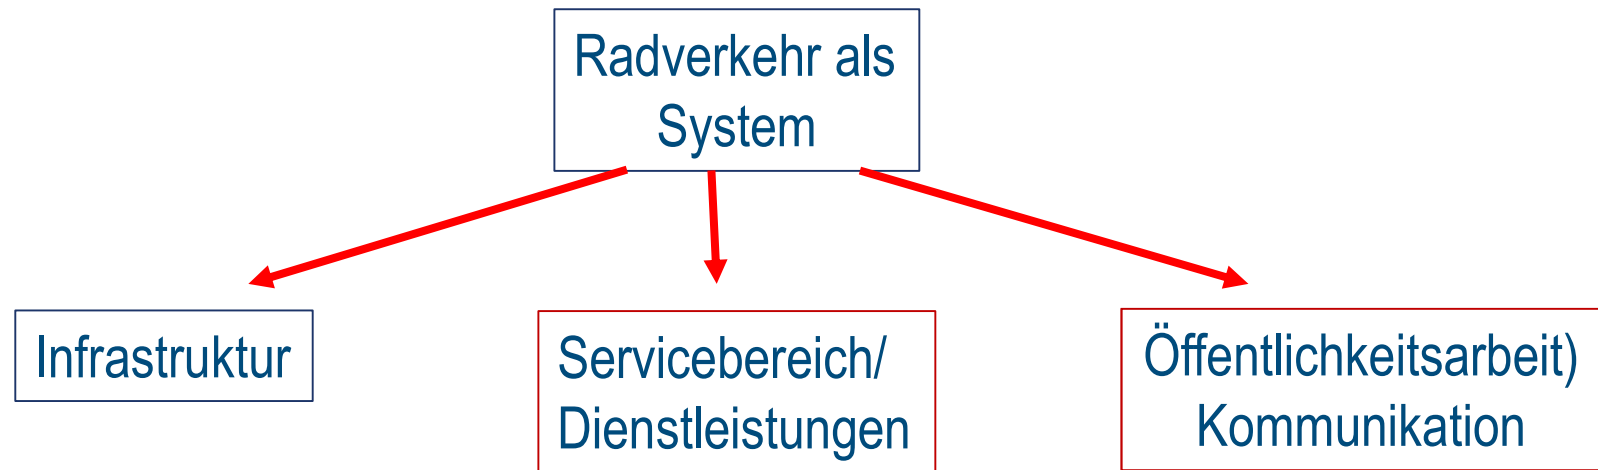 Radverkehr als
System
Infrastruktur
Servicebereich/
Dienstleistungen
Öffentlichkeitsarbeit)
Kommunikation